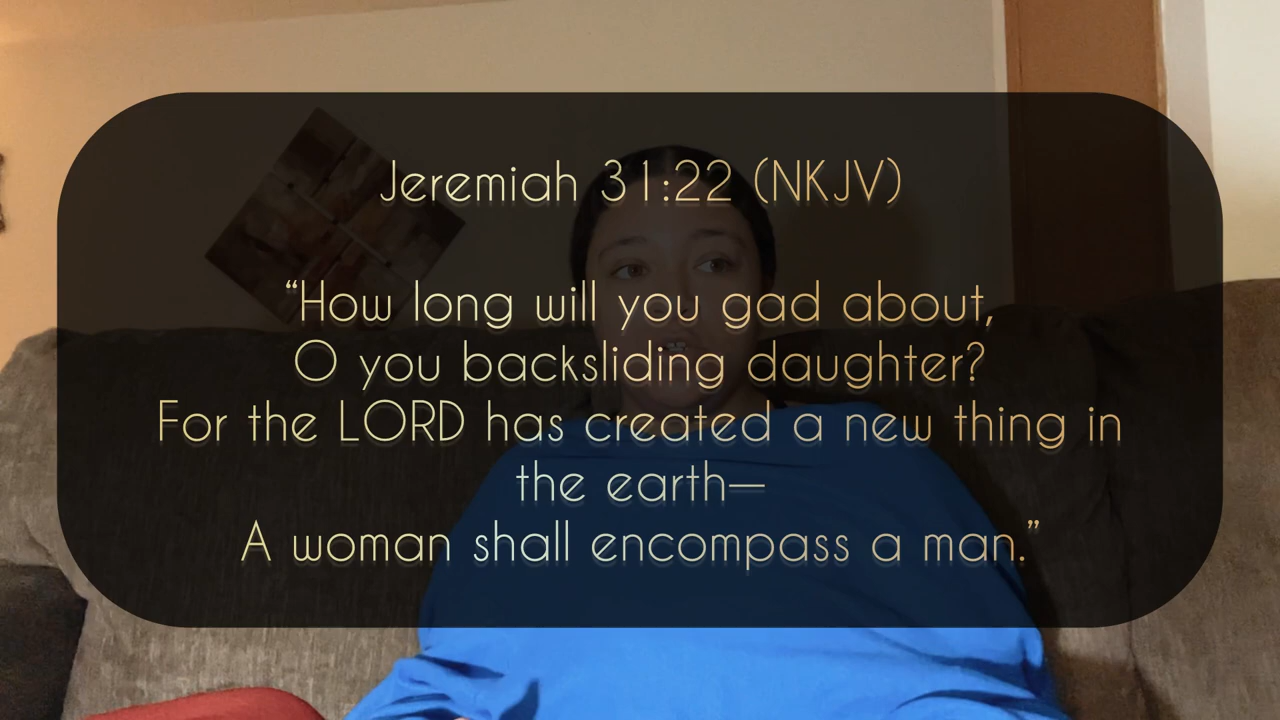 Jeremiah 31:22 (NKJV)
“How long will you gad about,
O you backsliding daughter?
For the LORD has created a new thing in
the earth—
A woman shall encompass a man.”